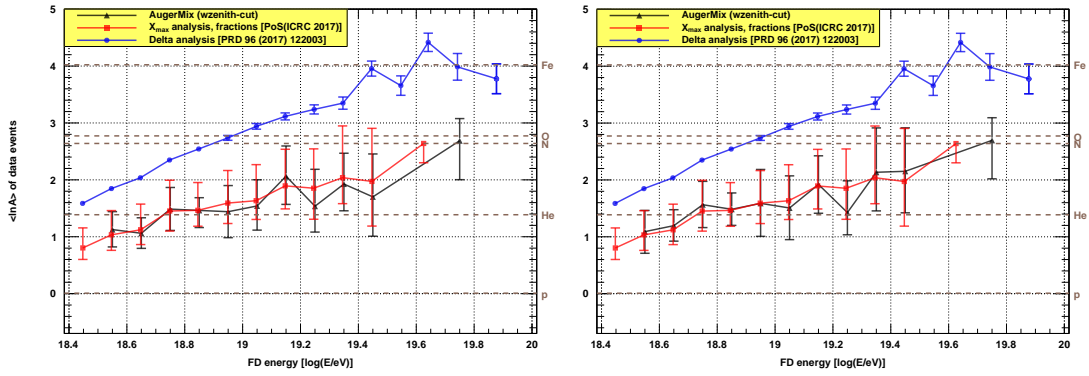 AugerMix (wzenith-cut)
X_max analysis, fractions [PoS(ICRC 2017)]
Delta analysis [PRD 96 (2017) 122003]
<lnA> of data events
5
4
3
2
1
0
Fe
O
N
He
p
18.4 18.6 18.8 19 19.2 19.4 19.6 19.8 20
FD energy [log(E/eV)]
AugerMix (wzenith-cut)
X_max analysis, fractions [PoS(ICRC 2017)]
Delta analysis [PRD 96 (2017) 122003]
5
4
3
2
1
0
Fe
O
N
He
p
18.4 18.6 18.8 19 19.2 19.4 19.6 19.8 20
FD energy [log(E/eV)]